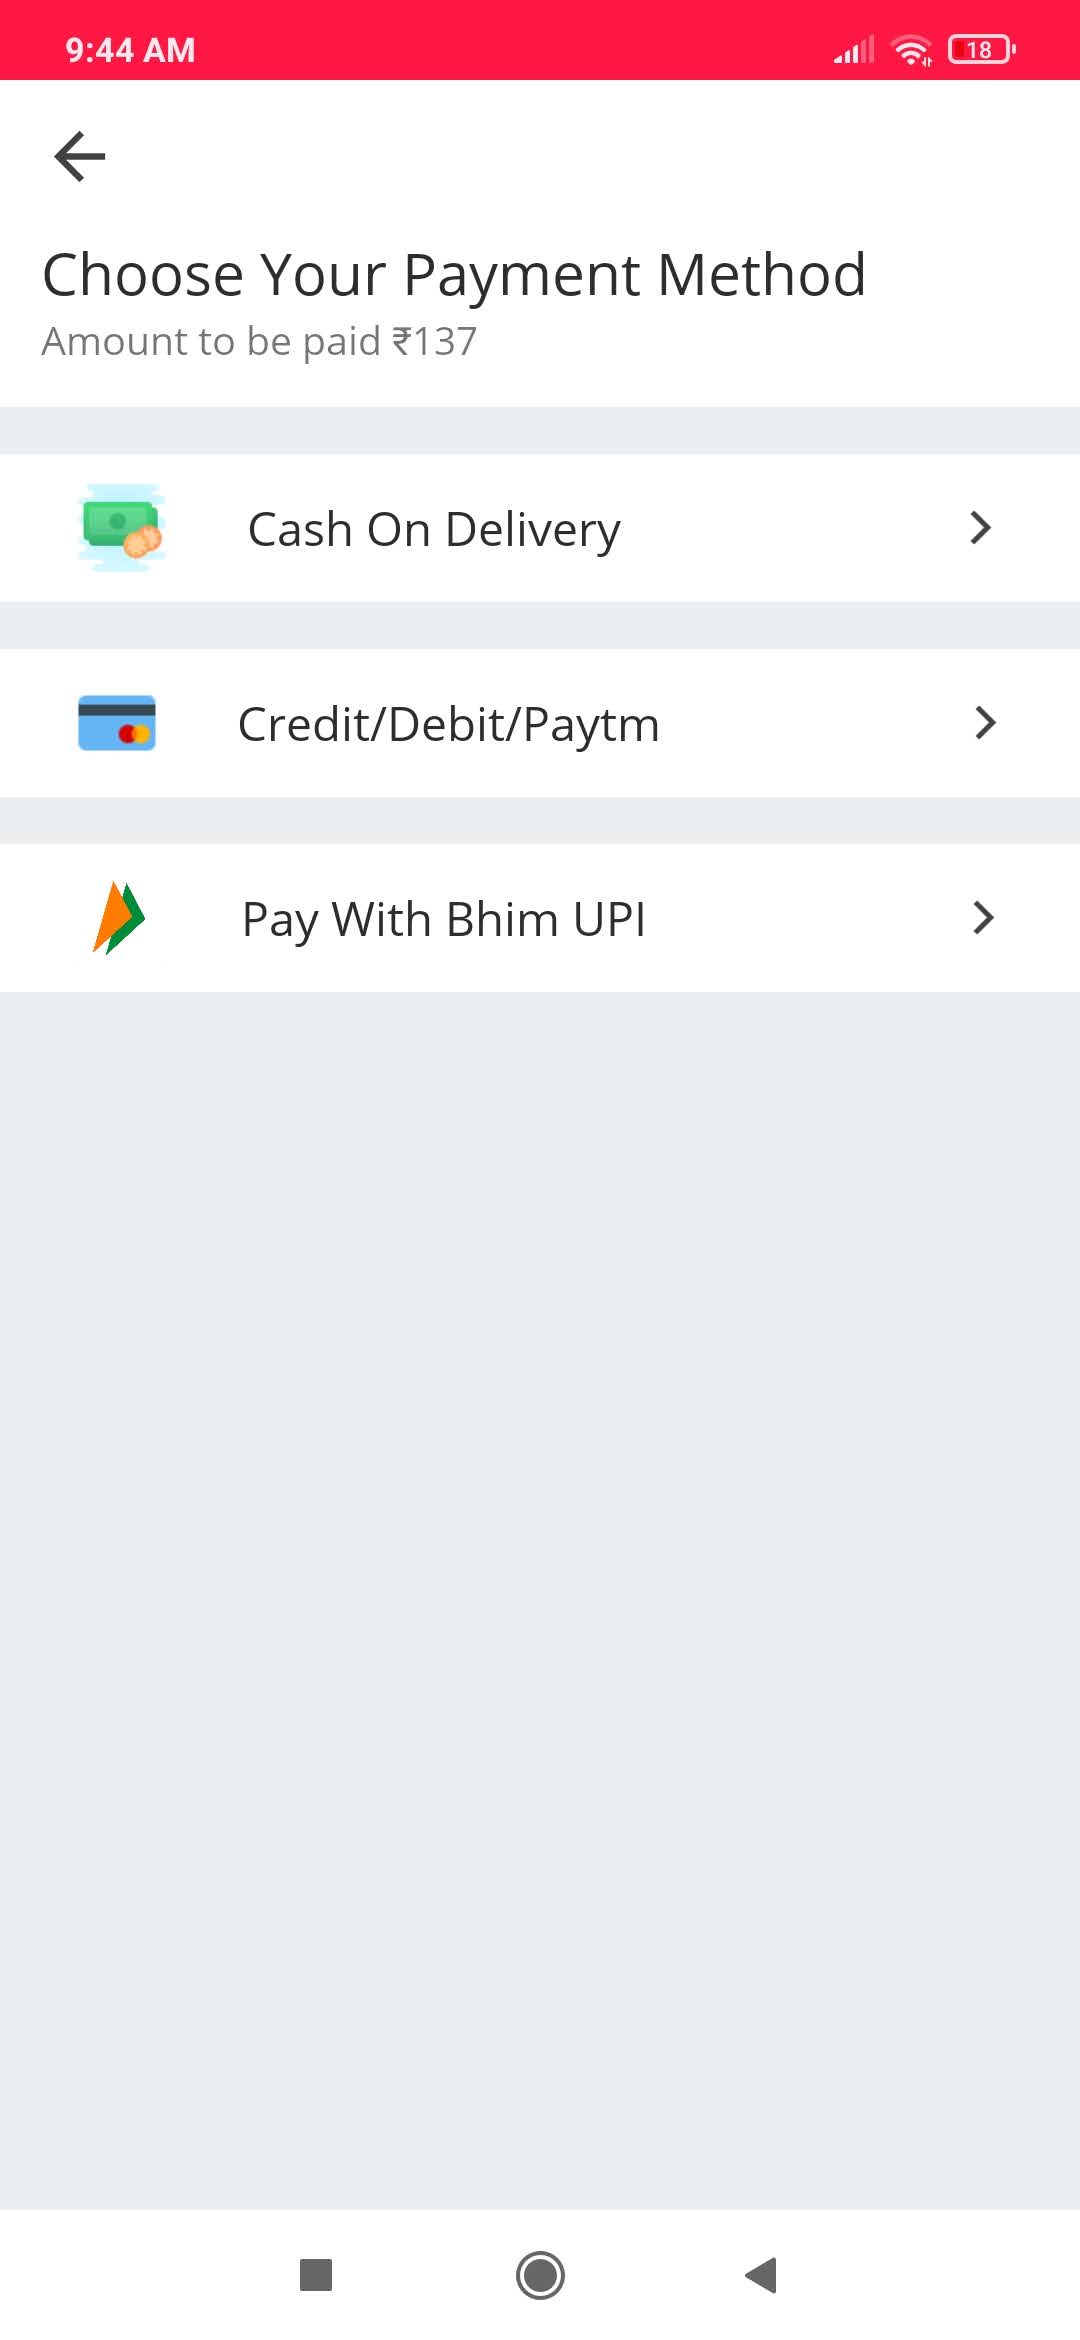 9:44 AM
18
Choose Your Payment Method
Amount to be paid ₹137
Cash On Delivery
Credit/Debit/Paytm
Pay With Bhim UPI